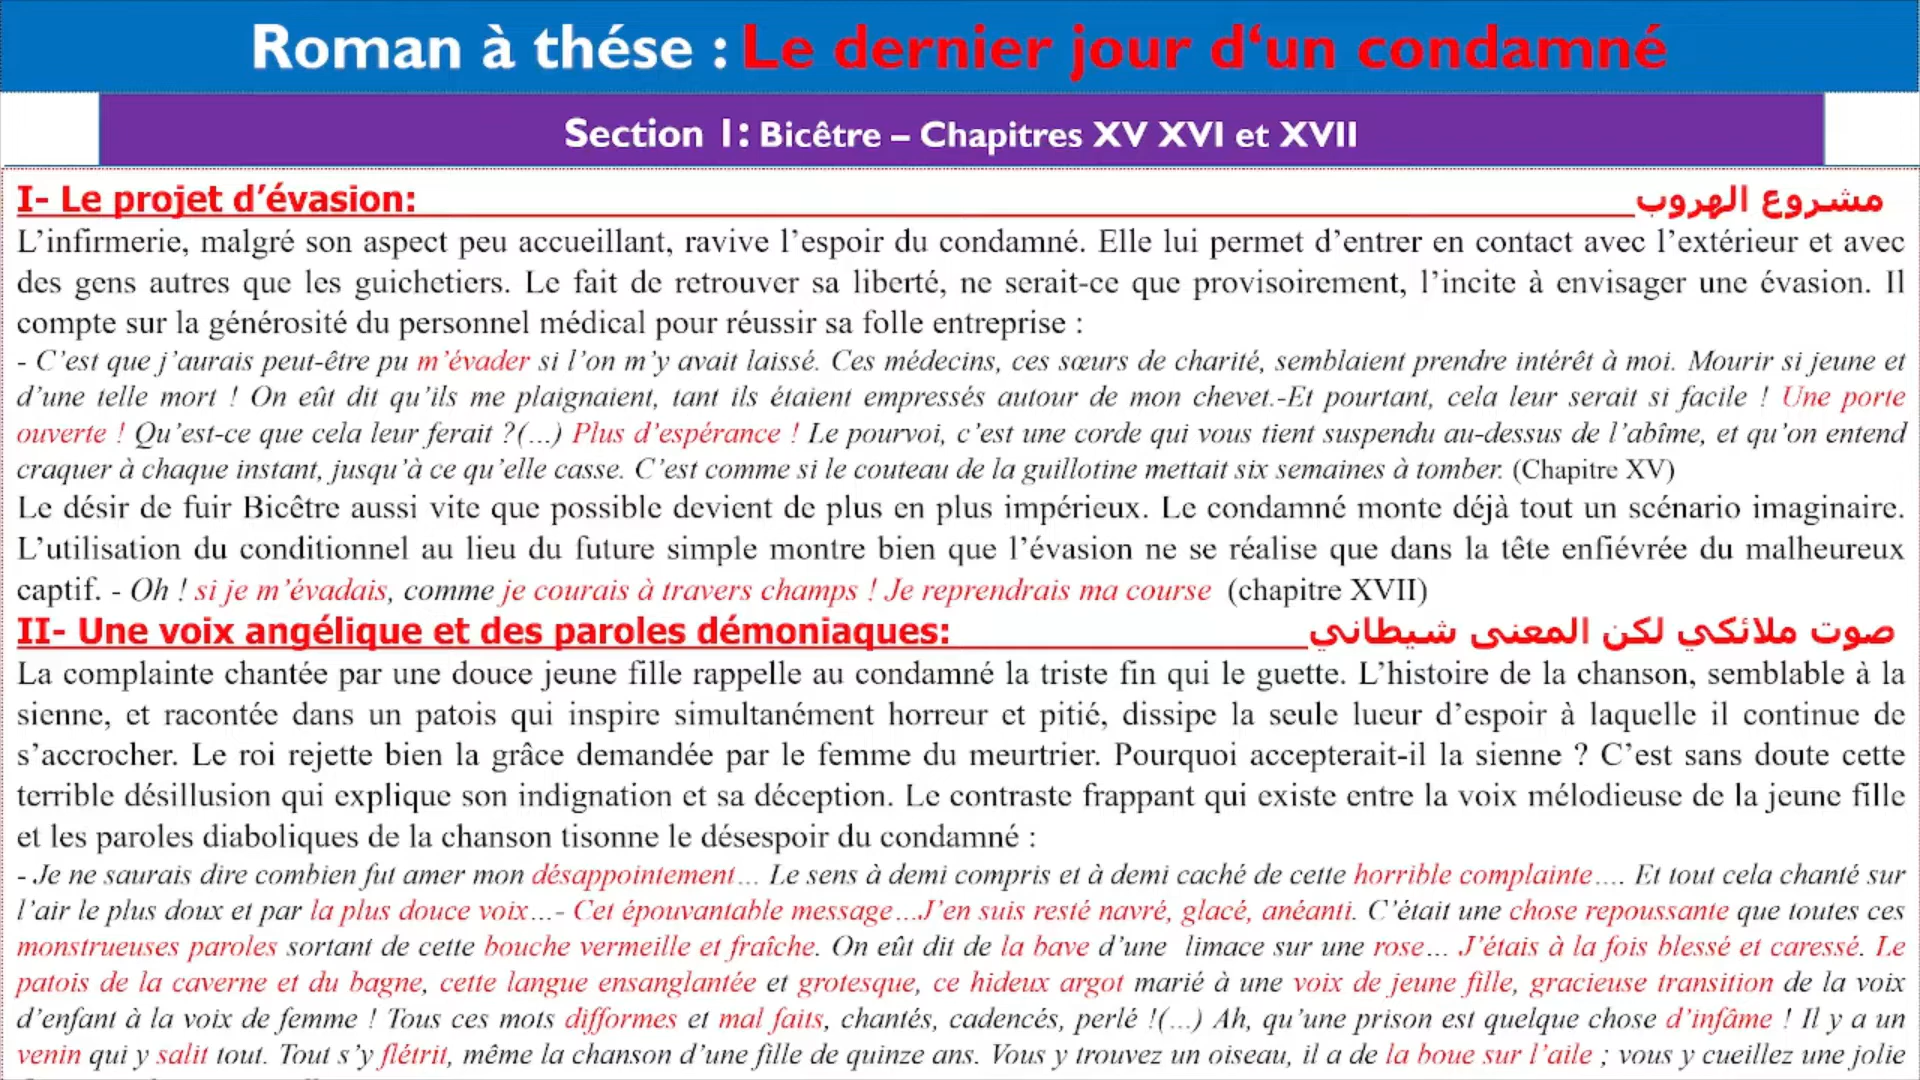 Roman à thése : Le dernier jour d‘un condamné
Section 1: Bicêtre – Chapitres XV XVI et XVII
I- Le projet d’évasion: مشروع الهروب
L’infirmerie, malgré son aspect peu accueillant, ravive l’espoir du condamné. Elle lui permet d’entrer en contact avec l’extérieur et avec
des gens autres que les guichetiers. Le fait de retrouver sa liberté, ne serait-ce que provisoirement, l’incite à envisager une évasion. Il
compte sur la générosité du personnel médical pour réussir sa folle entreprise :
- C’est que j’aurais peut-être pu m’évader si l’on m’y avait laissé. Ces médecins, ces sœurs de charité, semblaient prendre intérêt à moi. Mourir si jeune et
d’une telle mort ! On eût dit qu’ils me plaignaient, tant ils étaient empressés autour de mon chevet.-Et pourtant, cela leur serait si facile ! Une porte
ouverte ! Qu’est-ce que cela leur ferait ?(...) Plus d’espérance ! Le pourvoi, c’est une corde qui vous tient suspendu au-dessus de l’abîme, et qu’on entend
craquer à chaque instant, jusqu’à ce qu’elle casse. C’est comme si le couteau de la guillotine mettait six semaines à tomber. (Chapitre XV)
Le désir de fuir Bicêtre aussi vite que possible devient de plus en plus impérieux. Le condamné monte déjà tout un scénario imaginaire.
L’utilisation du conditionnel au lieu du future simple montre bien que l’évasion ne se réalise que dans la tête enfiévrée du malheureux
captif. - Oh ! si je m’évadais, comme je courais à travers champs ! Je reprendrais ma course (chapitre XVII)
II- Une voix angélique et des paroles démoniaques: صوت ملائكي لكن المعنى شيطاني
La complainte chantée par une douce jeune fille rappelle au condamné la triste fin qui le guette. L’histoire de la chanson, semblable à la
sienne, et racontée dans un patois qui inspire simultanément horreur et pitié, dissipe la seule lueur d’espoir à laquelle il continue de
s’accrocher. Le roi rejette bien la grâce demandée par le femme du meurtrier. Pourquoi accepterait-il la sienne ? C’est sans doute cette
terrible désillusion qui explique son indignation et sa déception. Le contraste frappant qui existe entre la voix mélodieuse de la jeune fille
et les paroles diaboliques de la chanson tisonne le désespoir du condamné :
- Je ne saurais dire combien fut amer mon désappointement... Le sens à demi compris et à demi caché de cette horrible complainte.... Et tout cela chanté sur
l’air le plus doux et par la plus douce voix...- Cet épouvantable message...J’en suis resté navré, glacé, anéanti. C’était une chose repoussante que toutes ces
monstrueuses paroles sortant de cette bouche vermeille et fraîche. On eût dit de la bave d’une limace sur une rose... J’étais à la fois blessé et caressé. Le
patois de la caverne et du bagne, cette langue ensanglantée et grotesque, ce hideux argot marié à une voix de jeune fille, gracieuse transition de la voix
d’enfant à la voix de femme ! Tous ces mots difformes et mal faits, chantés, cadencés, perlé !(...) Ah, qu’une prison est quelque chose d’infâme ! Il y a un
venin qui y salit tout. Tout s’y flétrit, même la chanson d’une fille de quinze ans. Vous y trouvez un oiseau, il a de la boue sur l’aile ; vous y cueillez une jolie